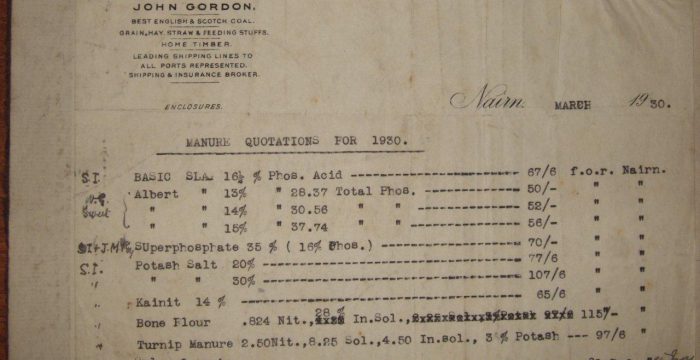 JOHN GORDON.
BEST ENGLISH & SCOTCH COAL.
GRAIN, HAY, STRAW & FEEDING STUFFS.
HOME TIMBER.
LEADING SHIPPING LINES TO
ALL PORTS REPRESENTED.
SHIPPING & INSURANCE BROKER.
ENCLOSURES.
Nairn. MARCH 1930.
MANURE QUOTATIONS FOR 1930.
S.I. BASIC SLAG 16½ % Phos. Acid ---------------------- 67/6 f.o.r. Nairn.
Albert " 13% " 28.37 Total Phos. ------------ 50/- " "
" " 14% " 30.56 " " ------------ 52/- " "
" " 15% " 37.74 " " ------------ 56/- " "
SUperphosphate 35 % ( 16% Phos.) ------------------ 70/- " "
S.I. Potash Salt 20% ------------------------------ 77/6 " "
" " " 30% ------------------------------ 107/6 " "
" Kainit 14 % ---------------------------------- 65/6 " "
" Bone Flour .824 Nit., 28 % In.Sol., 115/- " "
" Turnip Manure 2.50Nit., 8.25 Sol., 4.50 In.sol., 3 % Potash --- 97/6 "